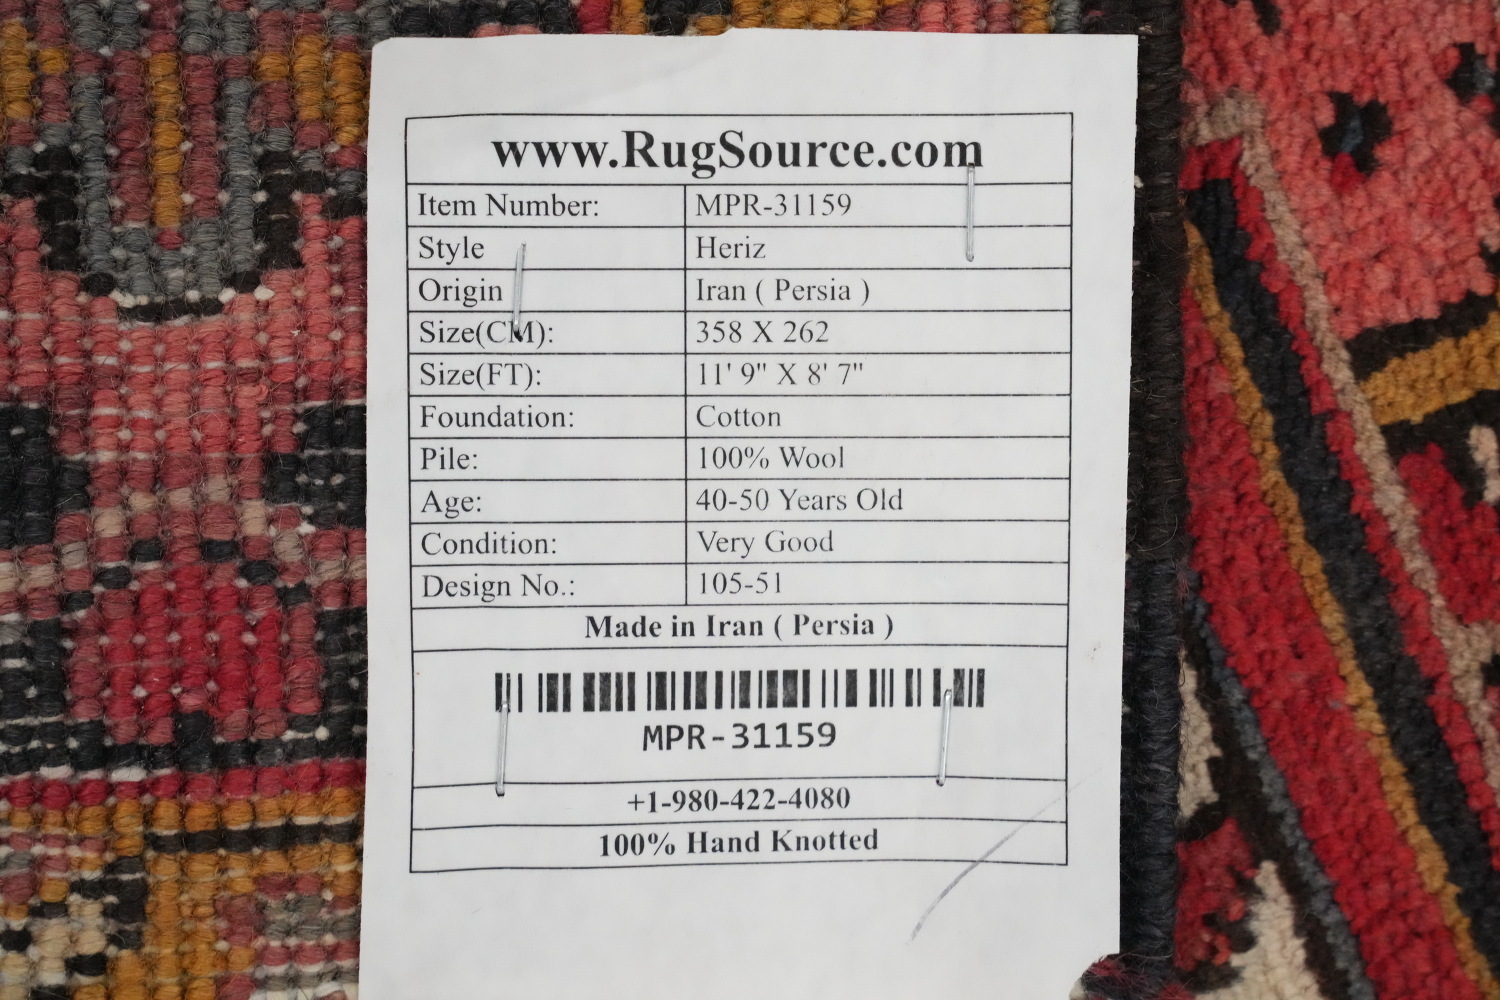 www.RugSource.com
Item Number: MPR-31159
Style Heriz
Origin Iran ( Persia )
Size(CM): 358 X 262
Size(FT): 11' 9" X 8' 7"
Foundation: Cotton
Pile: 100% Wool
Age: 40-50 Years Old
Condition: Very Good
Design No.: 105-51
Made in Iran ( Persia )
MPR-31159
+1-980-422-4080
100% Hand Knotted